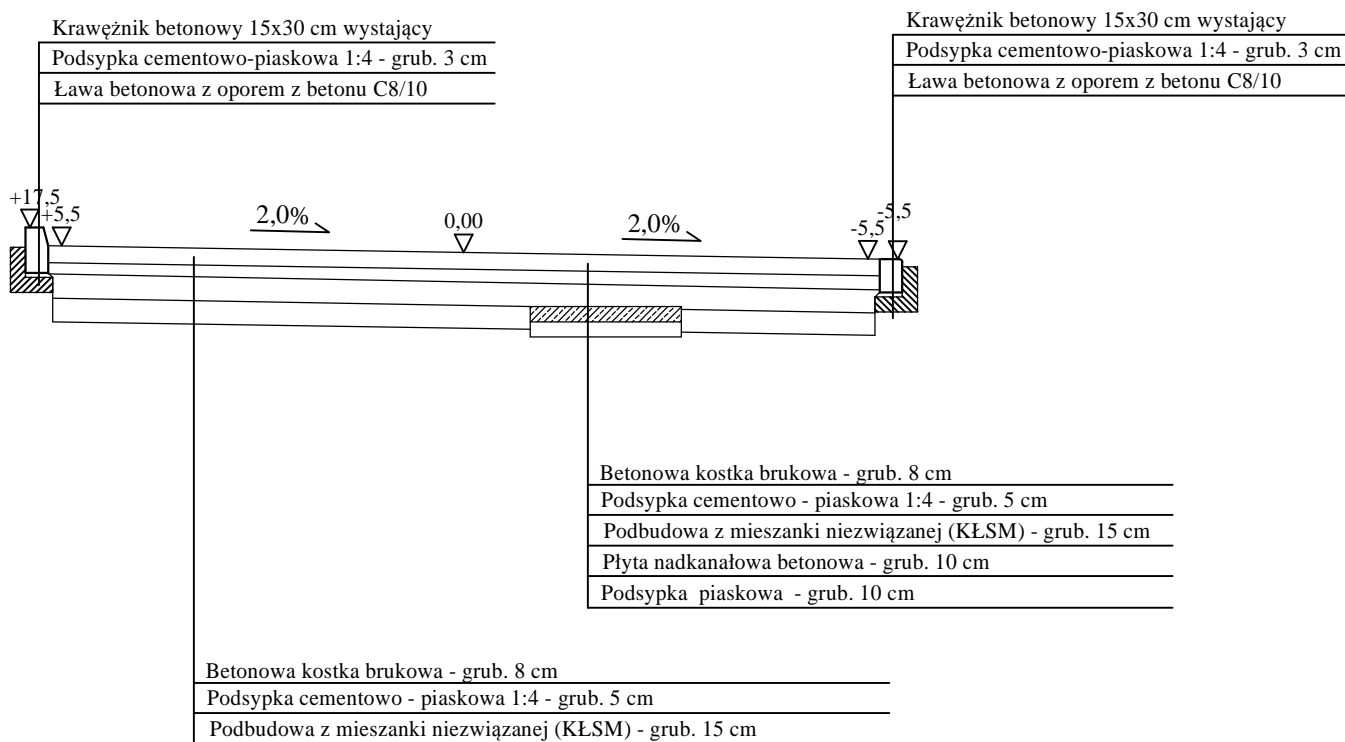 Krawężnik betonowy 15x30 cm wystający
Podsypka cementowo-piaskowa 1:4 - grub. 3 cm
Ława betonowa z oporem z betonu C8/10
Krawężnik betonowy 15x30 cm wystający
Podsypka cementowo-piaskowa 1:4 - grub. 3 cm
Ława betonowa z oporem z betonu C8/10
+17,5
+5,5
2,0%
0,00
2,0%
-5,5
-5,5
Betonowa kostka brukowa - grub. 8 cm
Podsypka cementowo - piaskowa 1:4 - grub. 5 cm
Podbudowa z mieszanki niezwiązanej (KŁSM) - grub. 15 cm
Płyta nadkanałowa betonowa - grub. 10 cm
Podsypka piaskowa - grub. 10 cm
Betonowa kostka brukowa - grub. 8 cm
Podsypka cementowo - piaskowa 1:4 - grub. 5 cm
Podbudowa z mieszanki niezwiązanej (KŁSM) - grub. 15 cm